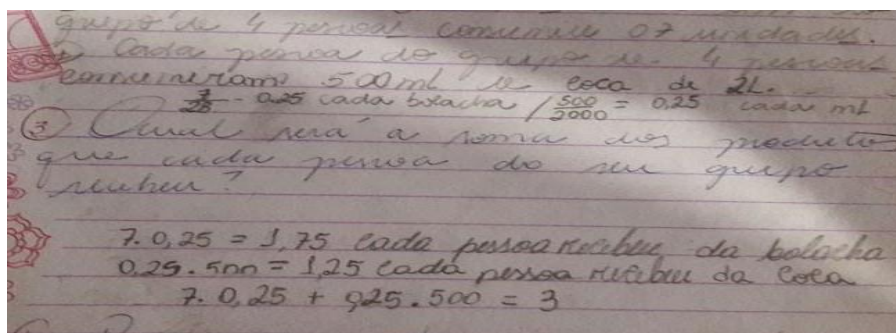 grupo de 4 pessoas comemeu 07 unidades.
Cada pessoa do grupo de 4 pessoas
consumiram 500 ml de coca de 2L.
7/28 - 0,25 cada bolacha / 500/2000 = 0,25 cada ml
3 Qual será a soma dos produtos
que cada pessoa do seu grupo
recebeu?
7. 0,25 = 1,75 cada pessoa recebeu da bolacha
0,25. 500 = 1,25 cada pessoa recebeu da Coca
7. 0,25 + 0,25. 500 = 3